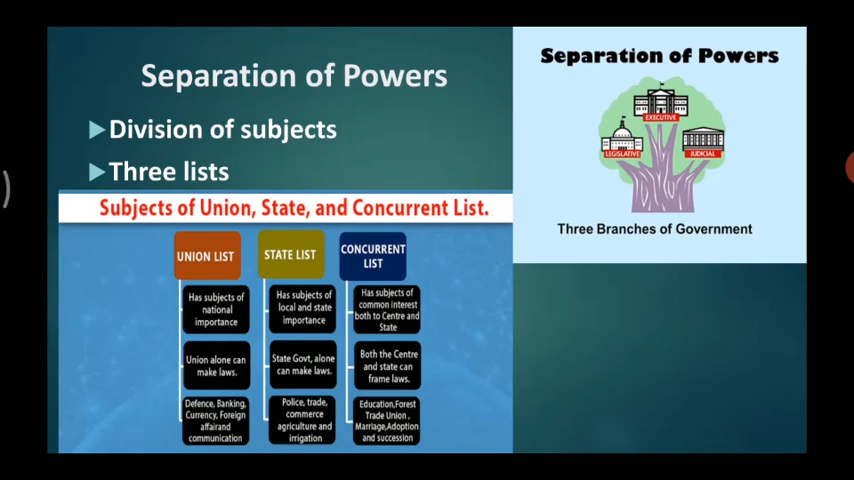 Separation of Powers
Division of subjects
Three lists
Subjects of Union, State, and Concurrent List.
UNION LIST
Has subjects of
national
importance
Union alone can
make laws.
Defence, Banking,
Currency, Foreign
affairand
communication
STATE LIST
Has subjects of
local and state
importance
State Govt, alone
can make laws.
Police, trade,
commerce
agriculture and
irrigation
CONCURRENT
LIST
Has subjects of
common interest
both to Centre and
State
Both the Centre
and state can
frame laws.
Education,Forest
Trade Union ,
Marriage,Adoption
and succession
Separation of Powers
EXECUTIVE
LEGISLATIVE
JUDICIAL
Three Branches of Government